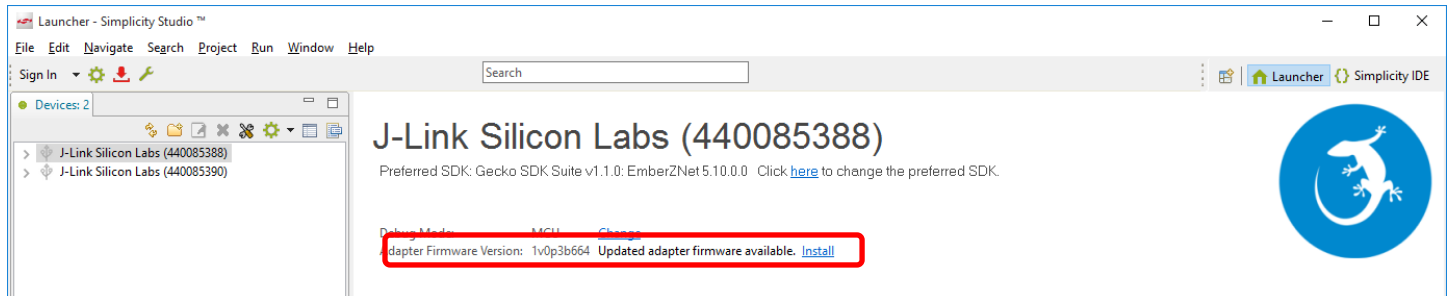 Launcher - Simplicity Studio ™
File Edit Navigate Search Project Run Window Help
Sign In
Search
Launcher
Simplicity IDE
Devices: 2
J-Link Silicon Labs (440085388)
J-Link Silicon Labs (440085390)
J-Link Silicon Labs (440085388)
Preferred SDK: Gecko SDK Suite v1.1.0: EmberZNet 5.10.0.0 Click here to change the preferred SDK.
Debug Mode: MCU Change
Adapter Firmware Version: 1v0p3b664 Updated adapter firmware available. Install